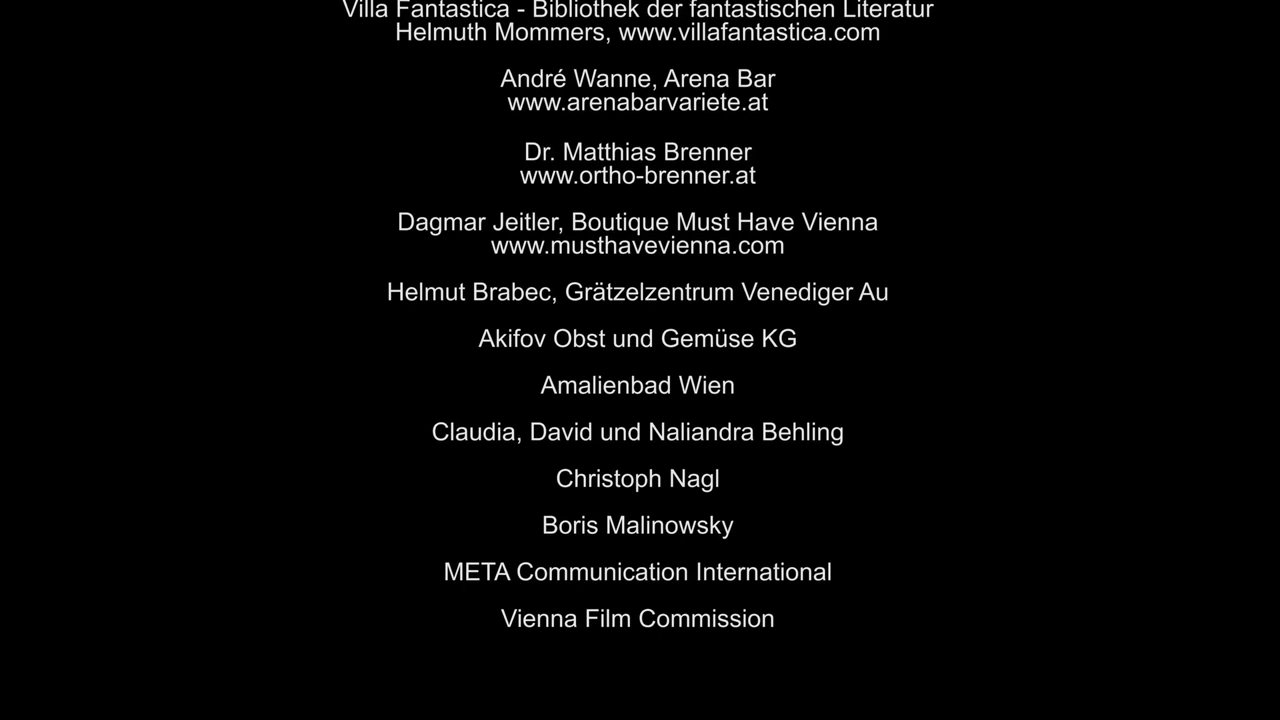 Villa Fantastica - Bibliothek der fantastischen Literatur
Helmuth Mommers, www.villafantastica.com
André Wanne, Arena Bar
www.arenabarvariete.at
Dr. Matthias Brenner
www.ortho-brenner.at
Dagmar Jeitler, Boutique Must Have Vienna
www.musthavevienna.com
Helmut Brabec, Grätzelzentrum Venediger Au
Akifov Obst und Gemüse KG
Amalienbad Wien
Claudia, David und Naliandra Behling
Christoph Nagl
Boris Malinowsky
META Communication International
Vienna Film Commission